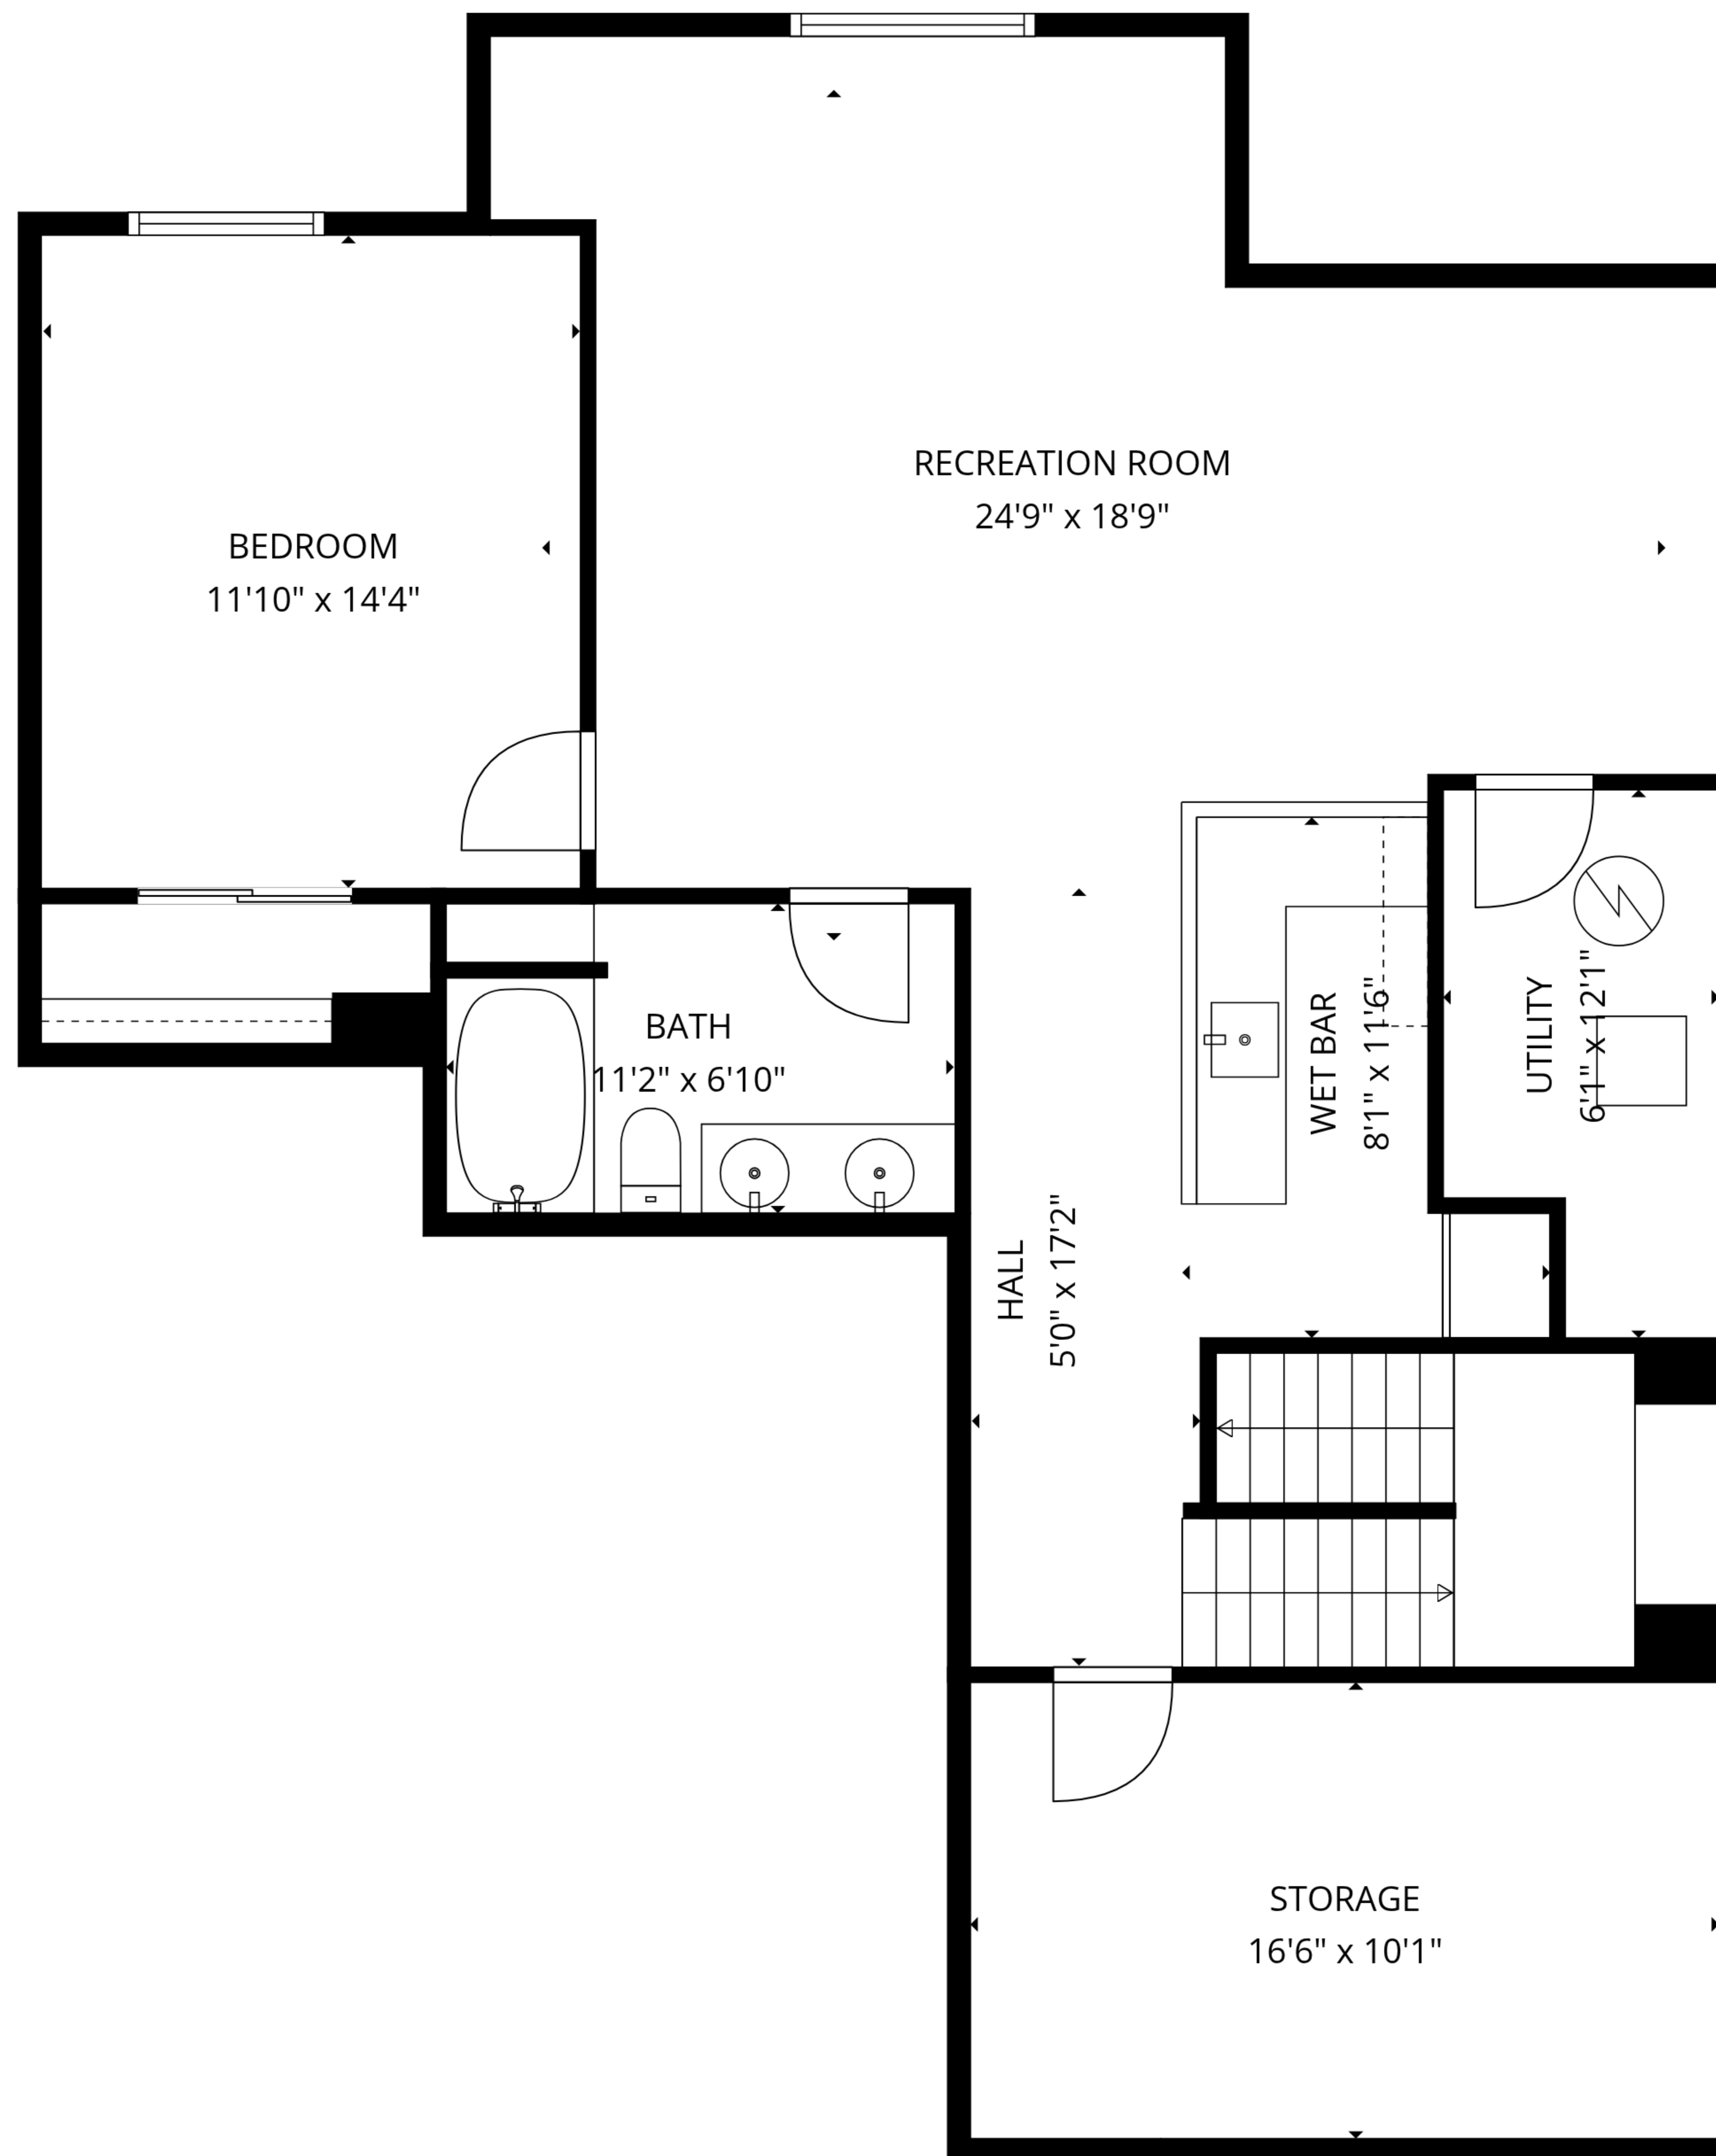 RECREATION ROOM
24'9" x 18'9"
BEDROOM
11'10" x 14'4"
BATH
11'2" x 6'10"
WET BAR
8'1" x 11'6"
UTILITY
6'1" x 12'1"
HALL
5'0" x 17'2"
STORAGE
16'6" x 10'1"